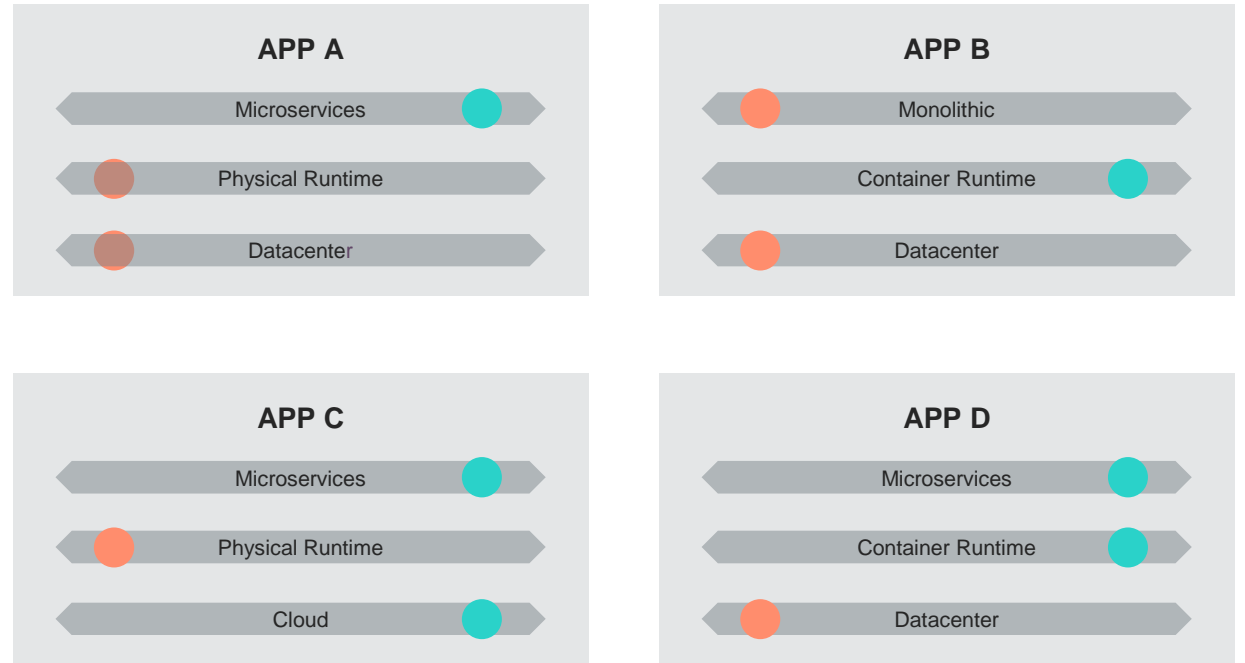 APP A
Microservices
Physical Runtime
Datacenter
APP B
Monolithic
Container Runtime
Datacenter
APP C
Microservices
Physical Runtime
Cloud
APP D
Microservices
Container Runtime
Datacenter